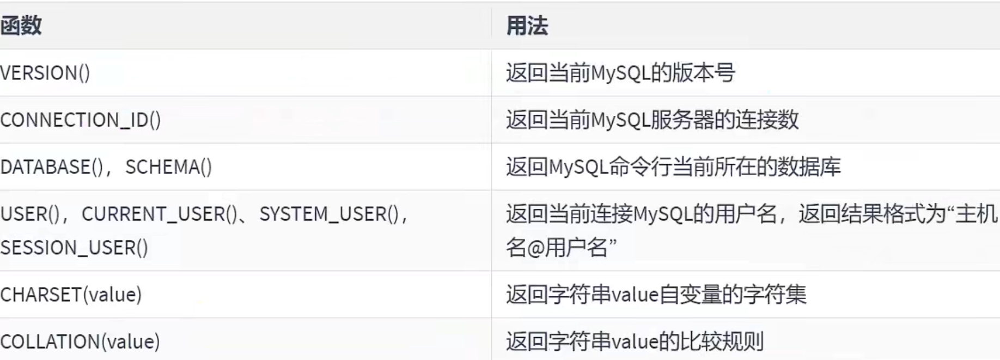 函数 用法
VERSION() 返回当前MySQL的版本号
CONNECTION_ID() 返回当前MySQL服务器的连接数
DATABASE()，SCHEMA() 返回MySQL命令行当前所在的数据库
USER()，CURRENT_USER()、SYSTEM_USER()，
SESSION_USER()
返回当前连接MySQL的用户名，返回结果格式为“主机
名@用户名”
CHARSET(value) 返回字符串value自变量的字符集
COLLATION(value) 返回字符串value的比较规则